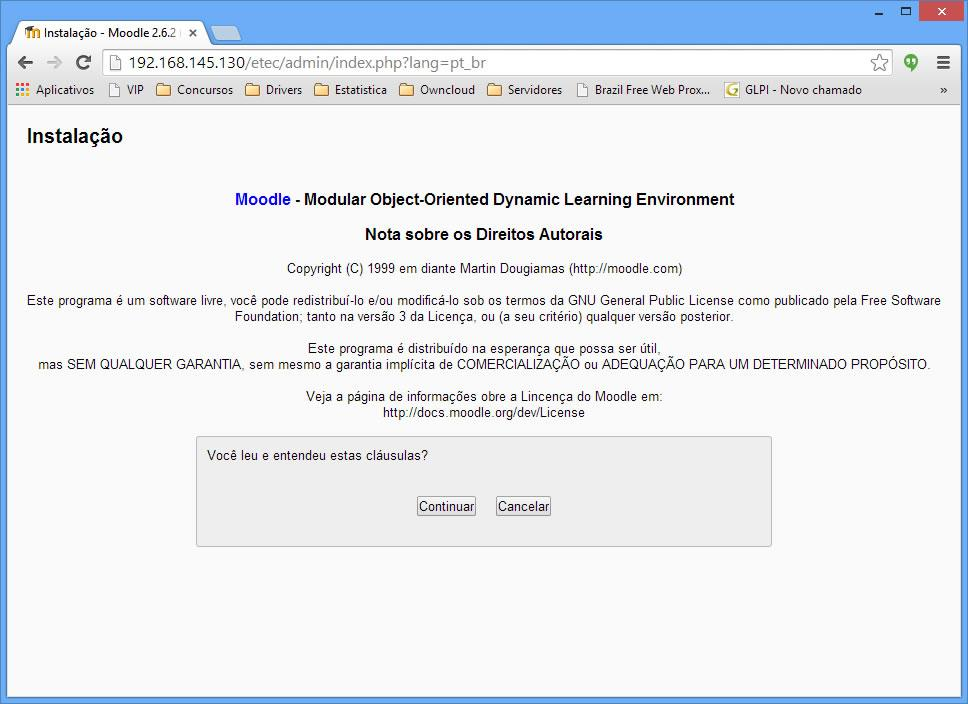 Instalação - Moodle 2.6.2
192.168.145.130/etec/admin/index.php?lang=pt_br
Aplicativos VIP Concursos Drivers Estatistica Owncloud Servidores Brazil Free Web Prox... GLPI - Novo chamado »
Instalação
Moodle - Modular Object-Oriented Dynamic Learning Environment
Nota sobre os Direitos Autorais
Copyright (C) 1999 em diante Martin Dougiamas (http://moodle.com)
Este programa é um software livre, você pode redistribuí-lo e/ou modificá-lo sob os termos da GNU General Public License como publicado pela Free Software
Foundation; tanto na versão 3 da Licença, ou (a seu critério) qualquer versão posterior.
Este programa é distribuído na esperança que possa ser útil,
mas SEM QUALQUER GARANTIA, sem mesmo a garantia implícita de COMERCIALIZAÇÃO ou ADEQUAÇÃO PARA UM DETERMINADO PROPÓSITO.
Veja a página de informações obre a Lincença do Moodle em:
http://docs.moodle.org/dev/License
Você leu e entendeu estas cláusulas?
Continuar Cancelar